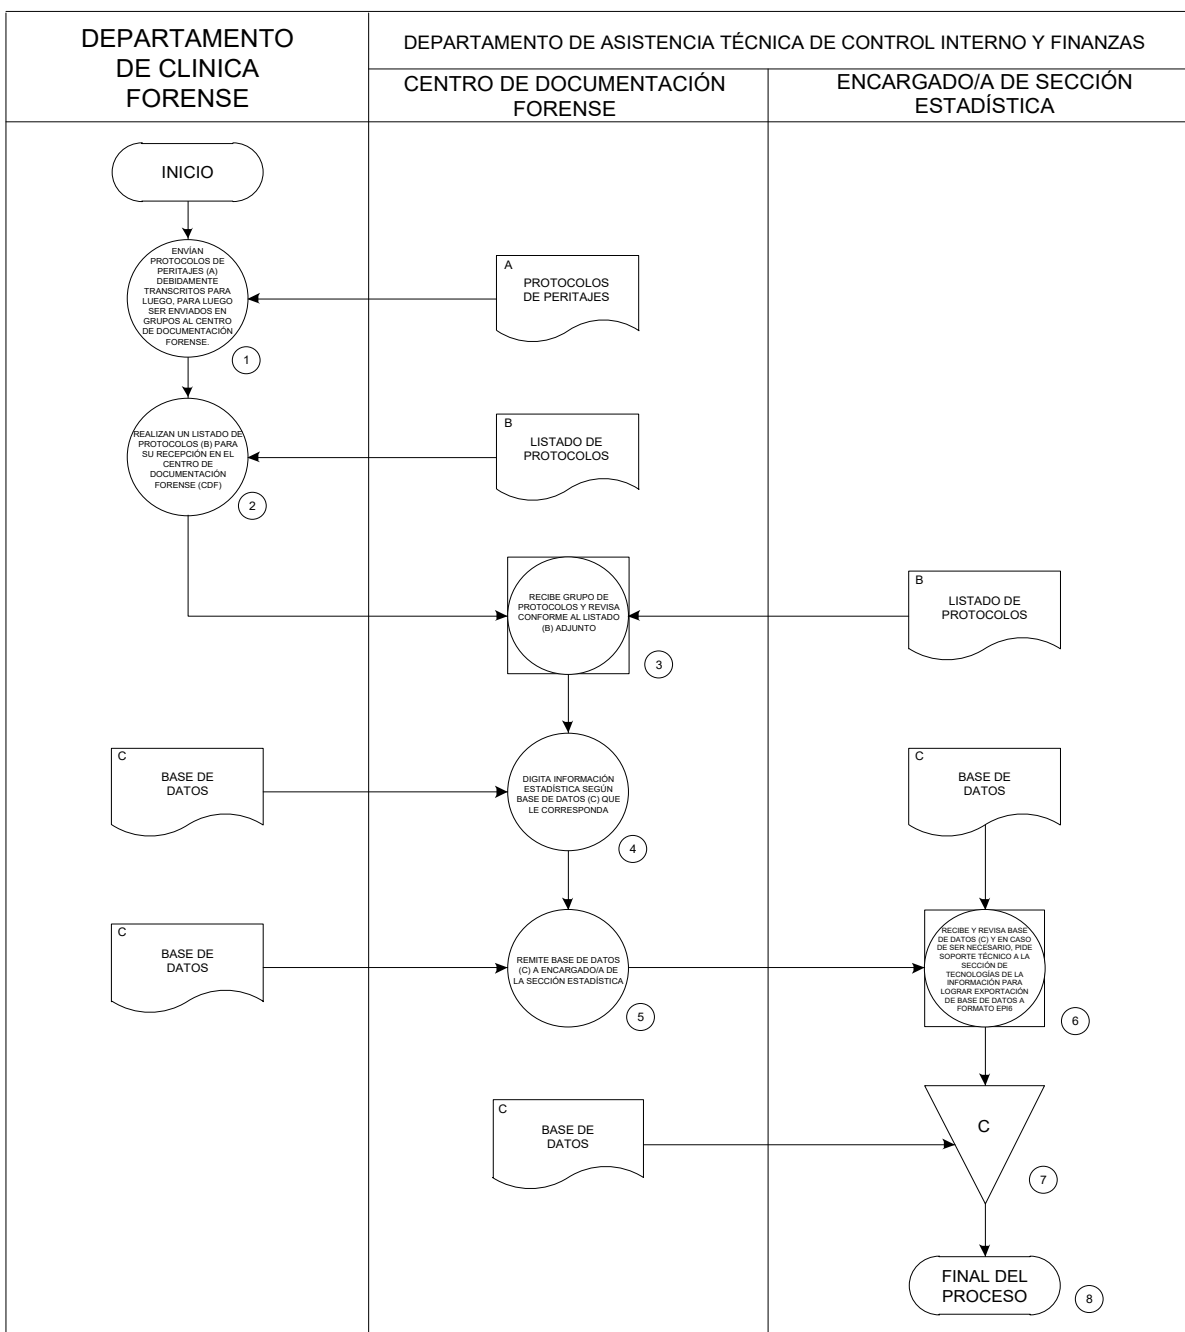 DEPARTAMENTO
DE CLINICA
FORENSE
DEPARTAMENTO DE ASISTENCIA TÉCNICA DE CONTROL INTERNO Y FINANZAS
CENTRO DE DOCUMENTACIÓN
FORENSE
ENCARGADO/A DE SECCIÓN
ESTADÍSTICA
INICIO
ENVÍAN
PROTOCOLOS DE
PERITAJES (A)
DEBIDAMENTE
TRANSCRITOS PARA
LUEGO, PARA LUEGO
SER ENVIADOS EN
GRUPOS AL CENTRO
DE DOCUMENTACIÓN
FORENSE.
1
A
PROTOCOLOS
DE PERITAJES
REALIZAN UN LISTADO DE
PROTOCOLOS (B) PARA
SU RECEPCIÓN EN EL
CENTRO DE
DOCUMENTACIÓN
FORENSE (CDF)
2
B
LISTADO DE
PROTOCOLOS
RECIBE GRUPO DE
PROTOCOLOS Y REVISA
CONFORME AL LISTADO
(B) ADJUNTO
3
B
LISTADO DE
PROTOCOLOS
C
BASE DE
DATOS
DIGITA INFORMACIÓN
ESTADÍSTICA SEGÚN
BASE DE DATOS (C) QUE
LE CORRESPONDA
4
C
BASE DE
DATOS
C
BASE DE
DATOS
REMITE BASE DE DATOS
(C) A ENCARGADO/A DE
LA SECCIÓN ESTADÍSTICA
5
RECIBE Y REVISA BASE
DE DATOS (C) Y EN CASO
DE SER NECESARIO, PIDE
SOPORTE TÉCNICO A LA
SECCIÓN DE
TECNOLOGÍAS DE LA
INFORMACIÓN PARA
LOGRAR EXPORTACIÓN
DE BASE DE DATOS A
FORMATO EPI6
6
C
BASE DE
DATOS
C
7
FINAL DEL
PROCESO
8